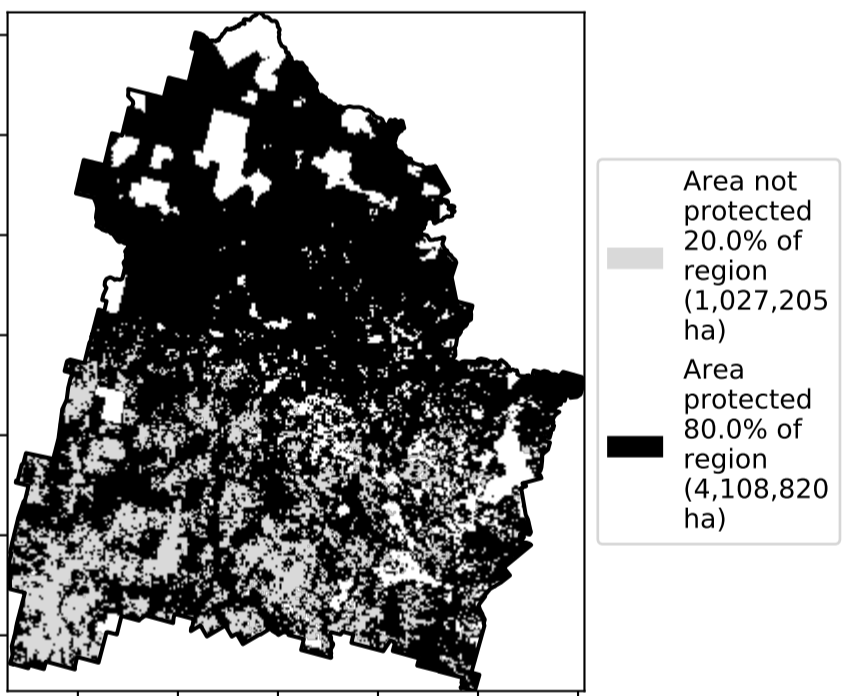 Area not
protected
20.0% of
region
(1,027,205
ha)
Area
protected
80.0% of
region
(4,108,820
ha)